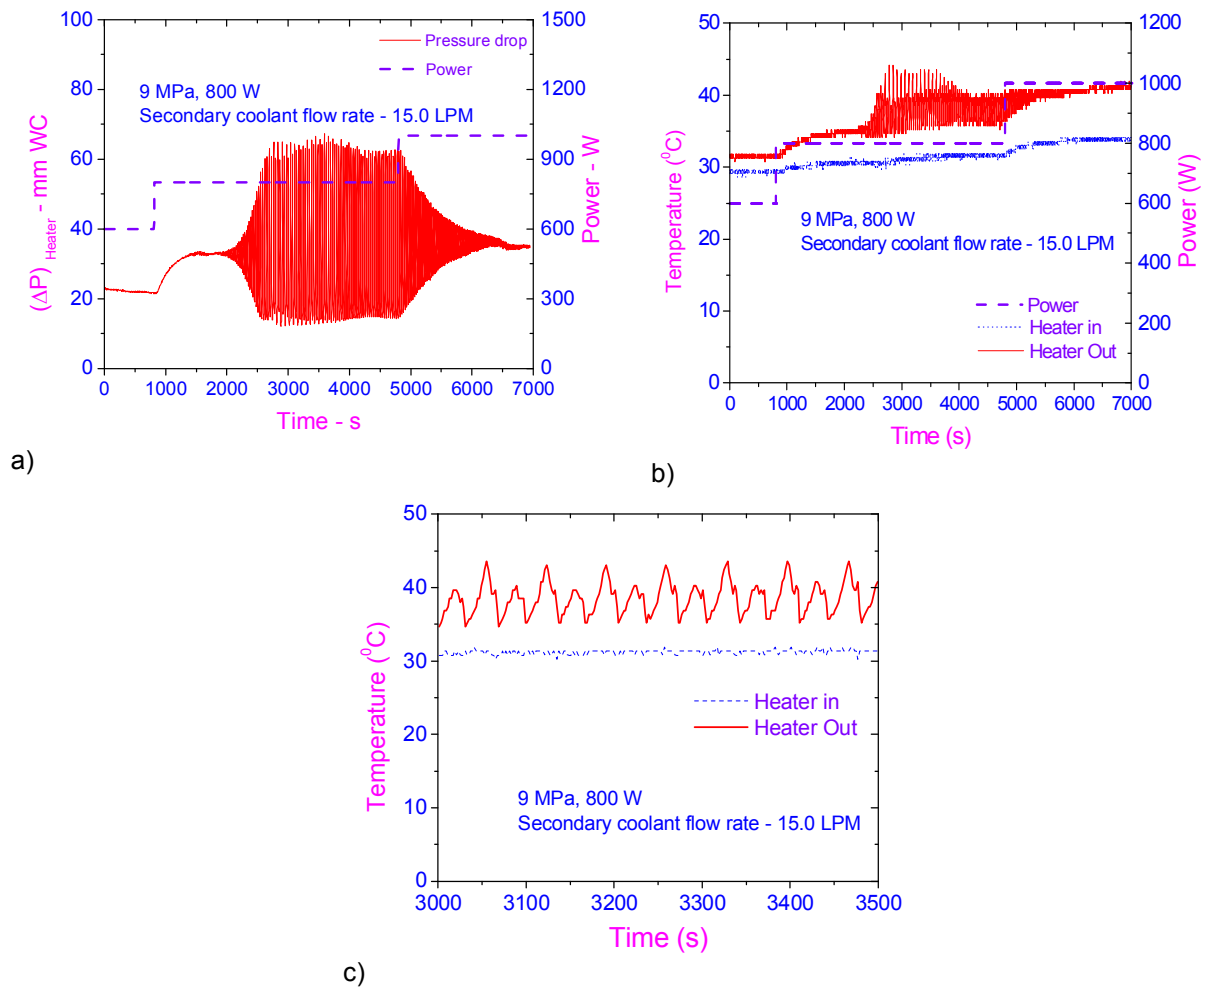 100
80
60
40
20
0
(ΔP) Heater - mm WC
1500
1200
900
600
300
0
Power - W
Pressure drop
Power
9 MPa, 800 W
Secondary coolant flow rate - 15.0 LPM
0 1000 2000 3000 4000 5000 6000 7000
Time - s
a)
50
45
40
35
30
25
20
15
10
5
0
Temperature (⁰C)
1200
1000
800
600
400
200
0
Power (W)
9 MPa, 800 W
Secondary coolant flow rate - 15.0 LPM
Power
Heater in
Heater Out
0 1000 2000 3000 4000 5000 6000 7000
Time (s)
b)
50
40
30
20
10
0
Temperature (⁰C)
Heater in
Heater Out
9 MPa, 800 W
Secondary coolant flow rate - 15.0 LPM
3000 3100 3200 3300 3400 3500
Time (s)
c)